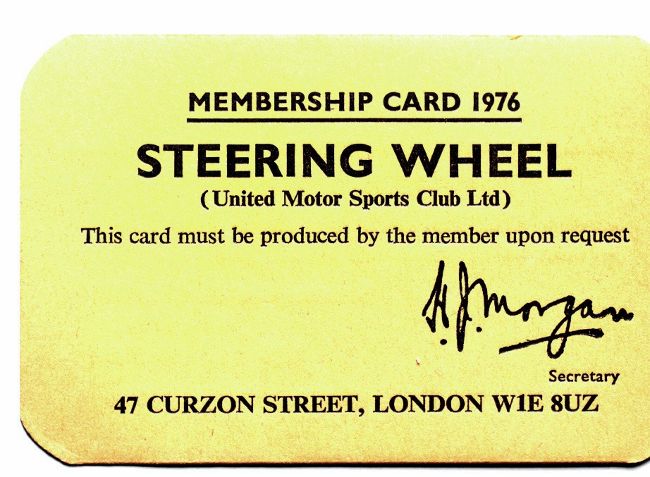 MEMBERSHIP CARD 1976
STEERING WHEEL
(United Motor Sports Club Ltd)
This card must be produced by the member upon request
H.J. Morgan
Secretary
47 CURZON STREET, LONDON W1E 8UZ